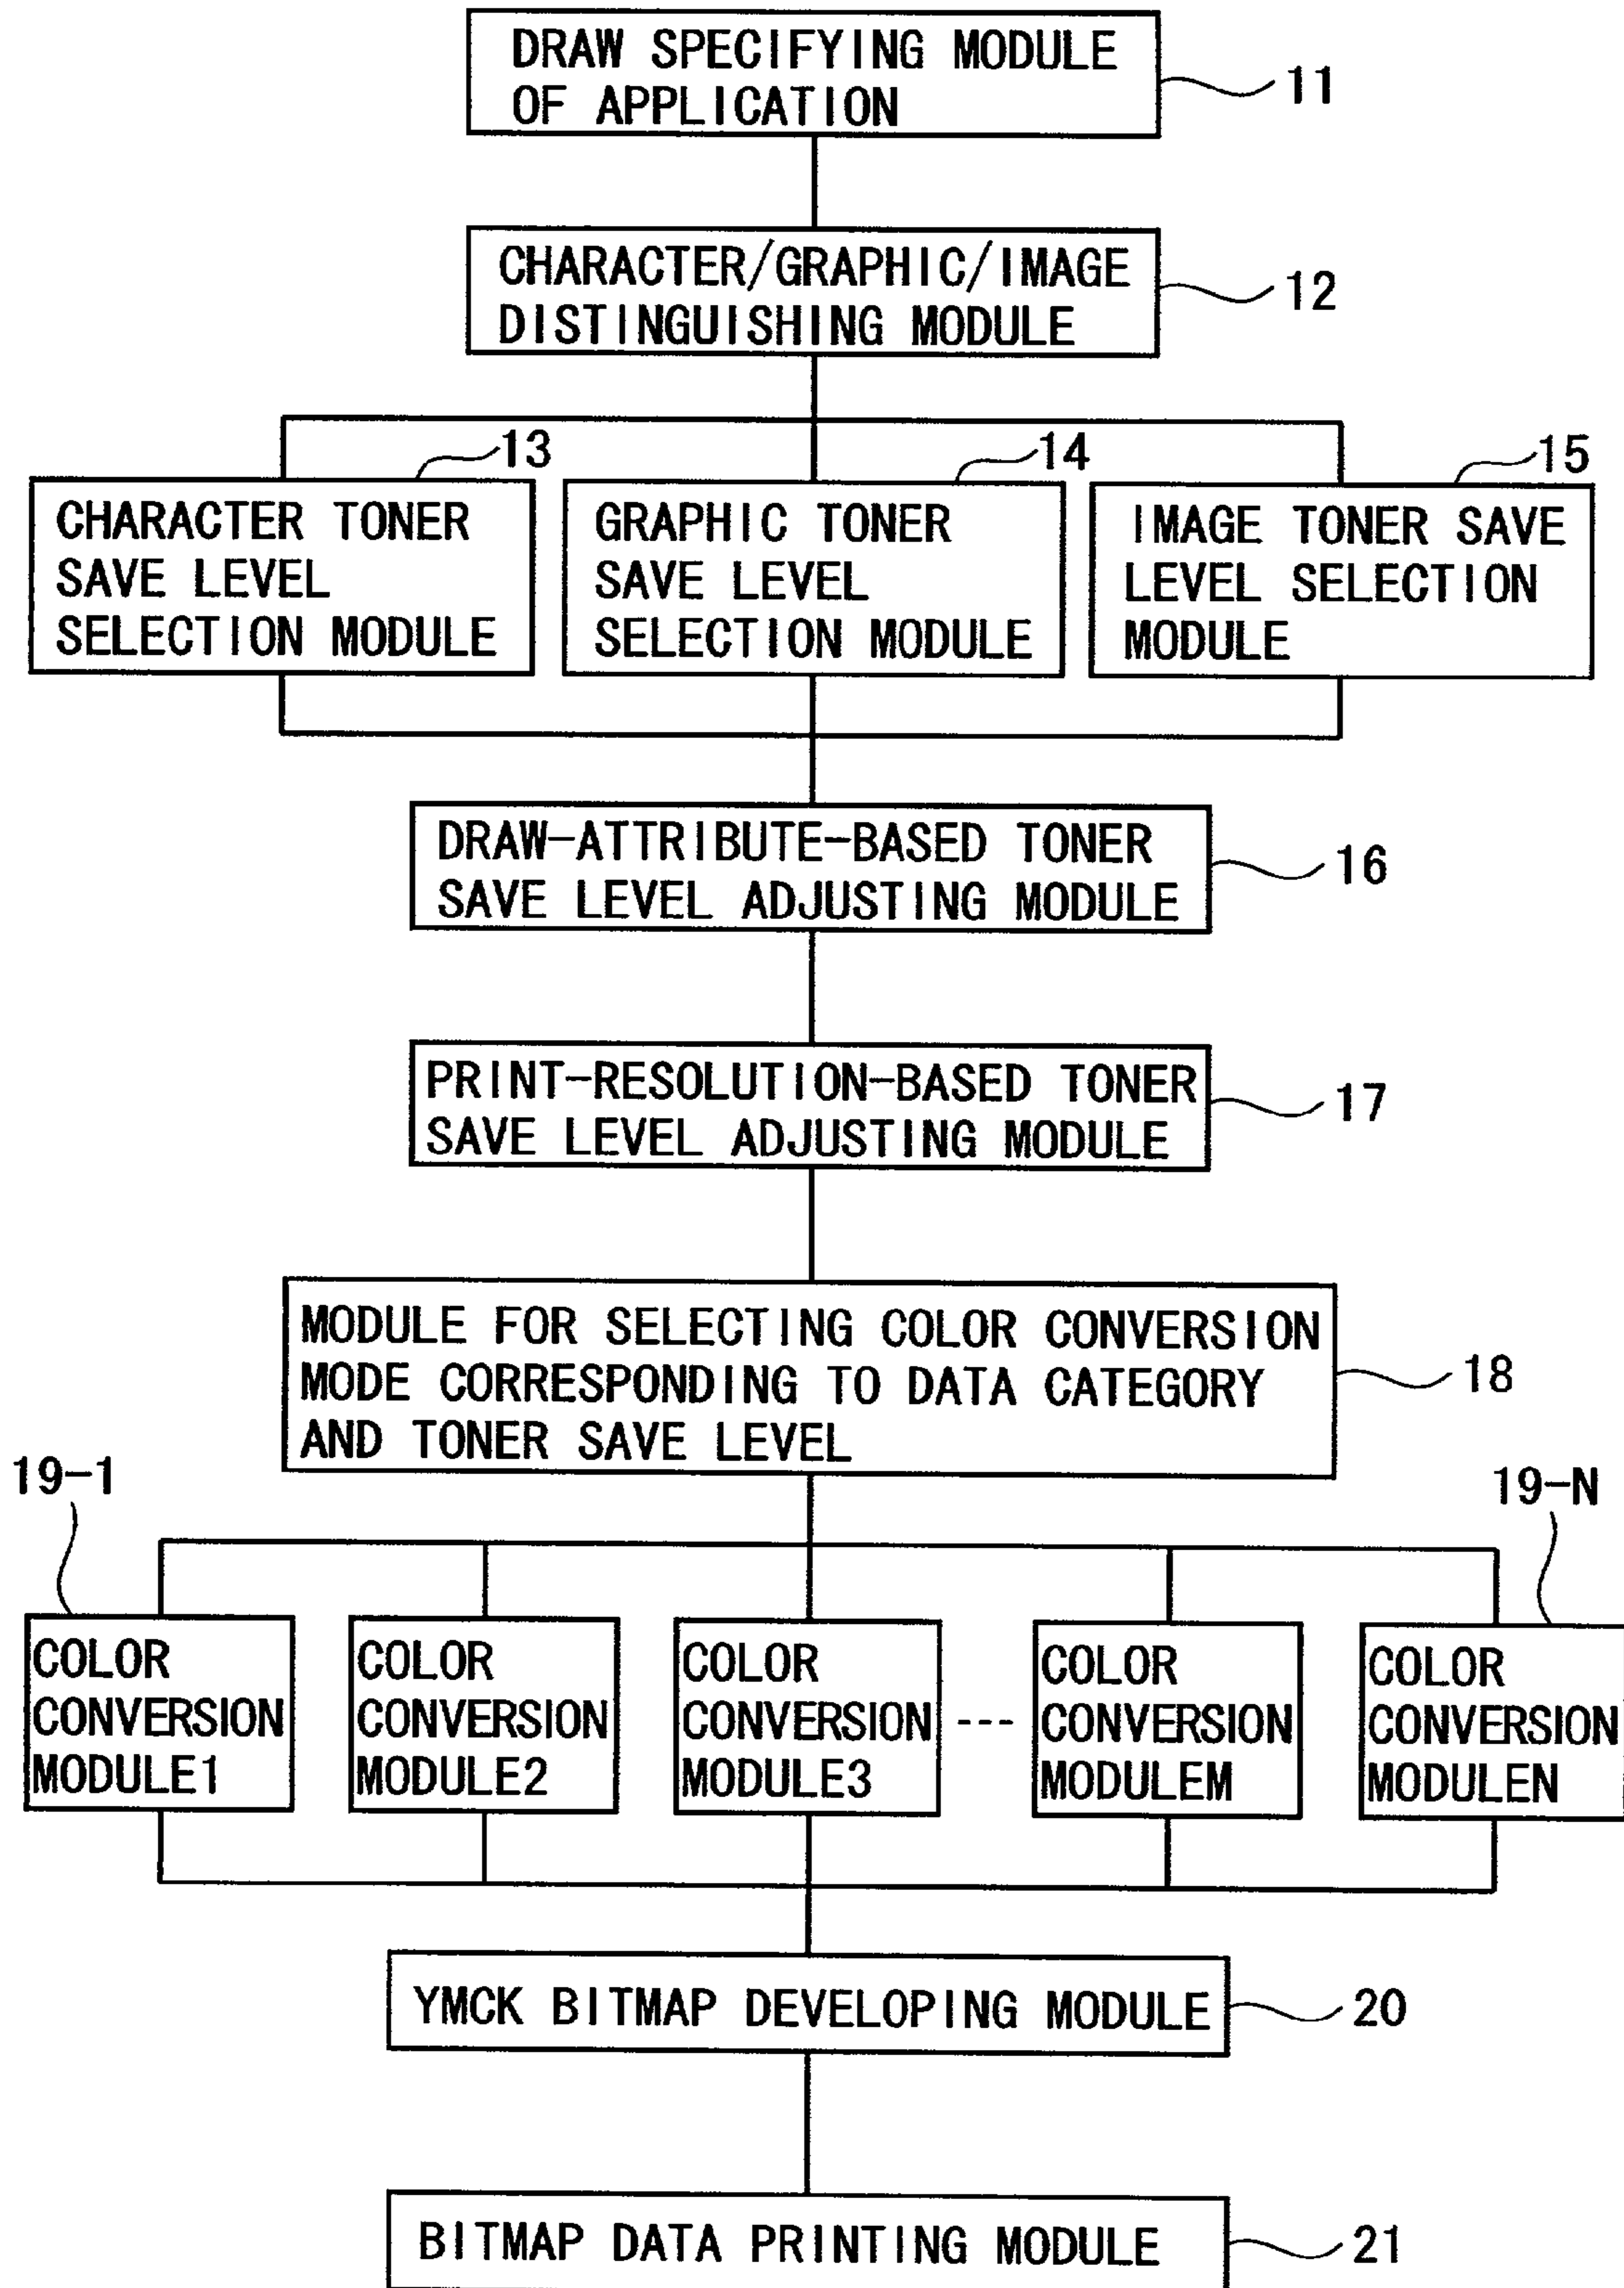 DRAW SPECIFYING MODULE
OF APPLICATION
11
CHARACTER/GRAPHIC/IMAGE
DISTINGUISHING MODULE
12
13
14
15
CHARACTER TONER
SAVE LEVEL
SELECTION MODULE
GRAPHIC TONER
SAVE LEVEL
SELECTION MODULE
IMAGE TONER SAVE
LEVEL SELECTION
MODULE
DRAW-ATTRIBUTE-BASED TONER
SAVE LEVEL ADJUSTING MODULE
16
PRINT-RESOLUTION-BASED TONER
SAVE LEVEL ADJUSTING MODULE
17
MODULE FOR SELECTING COLOR CONVERSION
MODE CORRESPONDING TO DATA CATEGORY
AND TONER SAVE LEVEL
18
19-1
19-N
COLOR
CONVERSION
MODULE1
COLOR
CONVERSION
MODULE2
COLOR
CONVERSION
MODULE3
---
COLOR
CONVERSION
MODULEM
COLOR
CONVERSION
MODULEN
YMCK BITMAP DEVELOPING MODULE
20
BITMAP DATA PRINTING MODULE
21